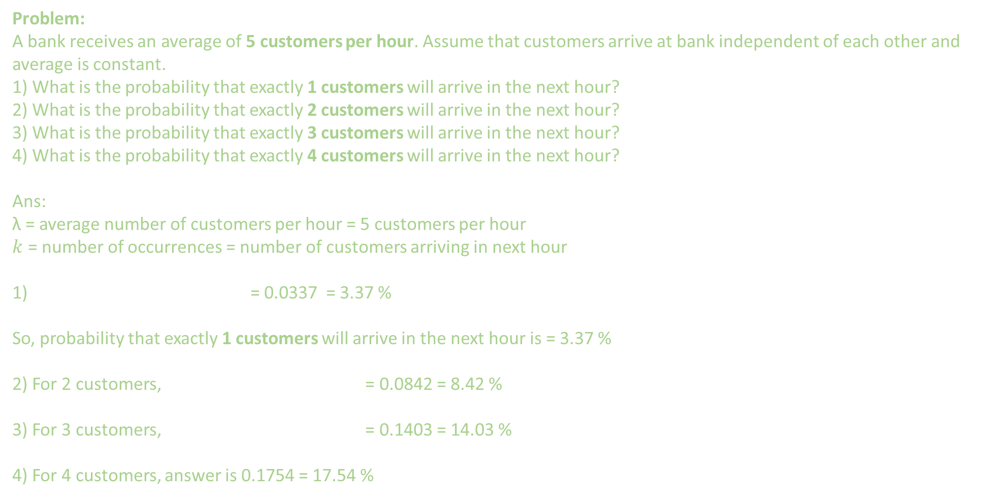 Problem:
A bank receives an average of 5 customers per hour. Assume that customers arrive at bank independent of each other and
average is constant.
1) What is the probability that exactly 1 customers will arrive in the next hour?
2) What is the probability that exactly 2 customers will arrive in the next hour?
3) What is the probability that exactly 3 customers will arrive in the next hour?
4) What is the probability that exactly 4 customers will arrive in the next hour?
Ans:
λ = average number of customers per hour = 5 customers per hour
k = number of occurrences = number of customers arriving in next hour
1) = 0.0337 = 3.37 %
So, probability that exactly 1 customers will arrive in the next hour is = 3.37 %
2) For 2 customers, = 0.0842 = 8.42 %
3) For 3 customers, = 0.1403 = 14.03 %
4) For 4 customers, answer is 0.1754 = 17.54 %